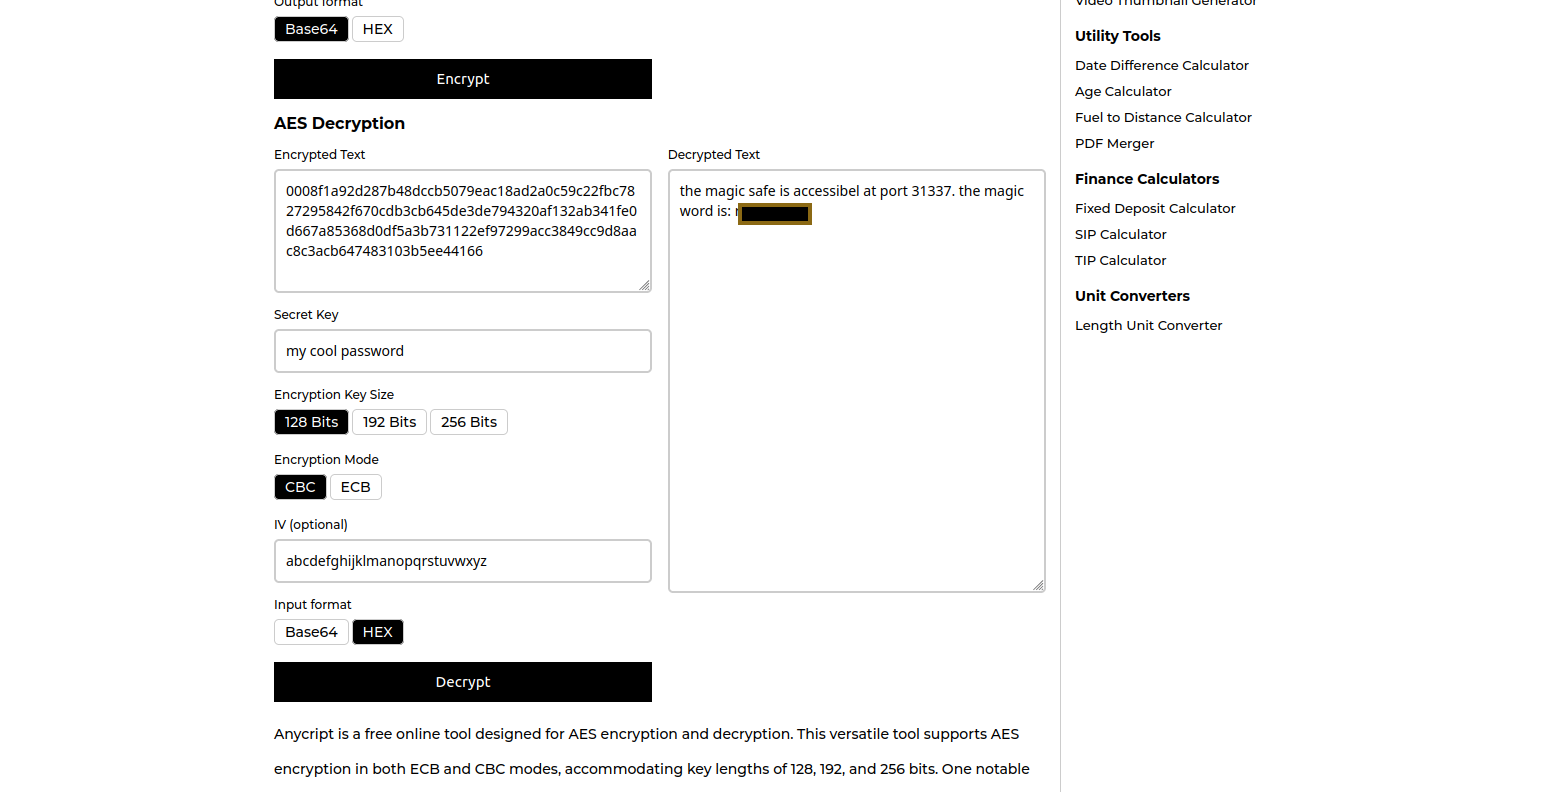 Output format
Base64 HEX
Encrypt
AES Decryption
Encrypted Text
0008f1a92d287b48dccb5079eac18ad2a0c59c22fbc78
27295842f670cdb3cb645de3de794320af132ab341fe0
d667a85368d0df5a3b731122ef97299acc3849cc9d8aa
c8c3acb647483103b5ee44166
Secret Key
my cool password
Encryption Key Size
128 Bits 192 Bits 256 Bits
Encryption Mode
CBC ECB
IV (optional)
abcdefghijklmanopqrstuvwxyz
Input format
Base64 HEX
Decrypt
Decrypted Text
the magic safe is accessibel at port 31337. the magic
word is:
Anycript is a free online tool designed for AES encryption and decryption. This versatile tool supports AES
encryption in both ECB and CBC modes, accommodating key lengths of 128, 192, and 256 bits. One notable
Video Thumbnail Generator
Utility Tools
Date Difference Calculator
Age Calculator
Fuel to Distance Calculator
PDF Merger
Finance Calculators
Fixed Deposit Calculator
SIP Calculator
TIP Calculator
Unit Converters
Length Unit Converter